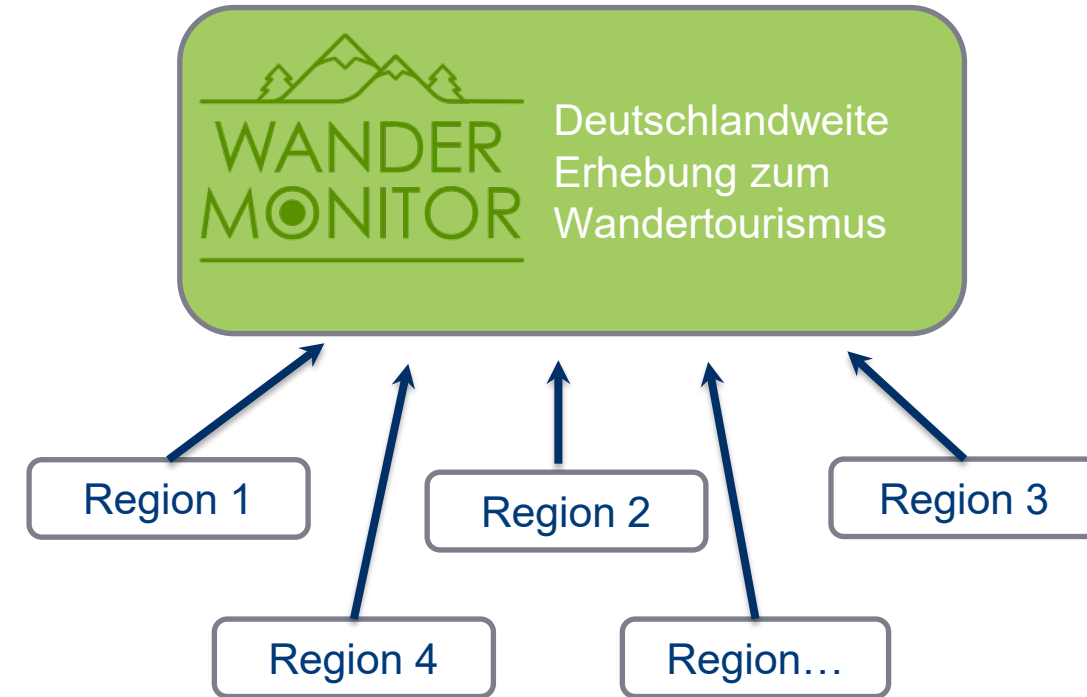 WANDER
MONITOR
Deutschlandweite
Erhebung zum
Wandertourismus
Region 1
Region 2
Region 3
Region 4
Region…